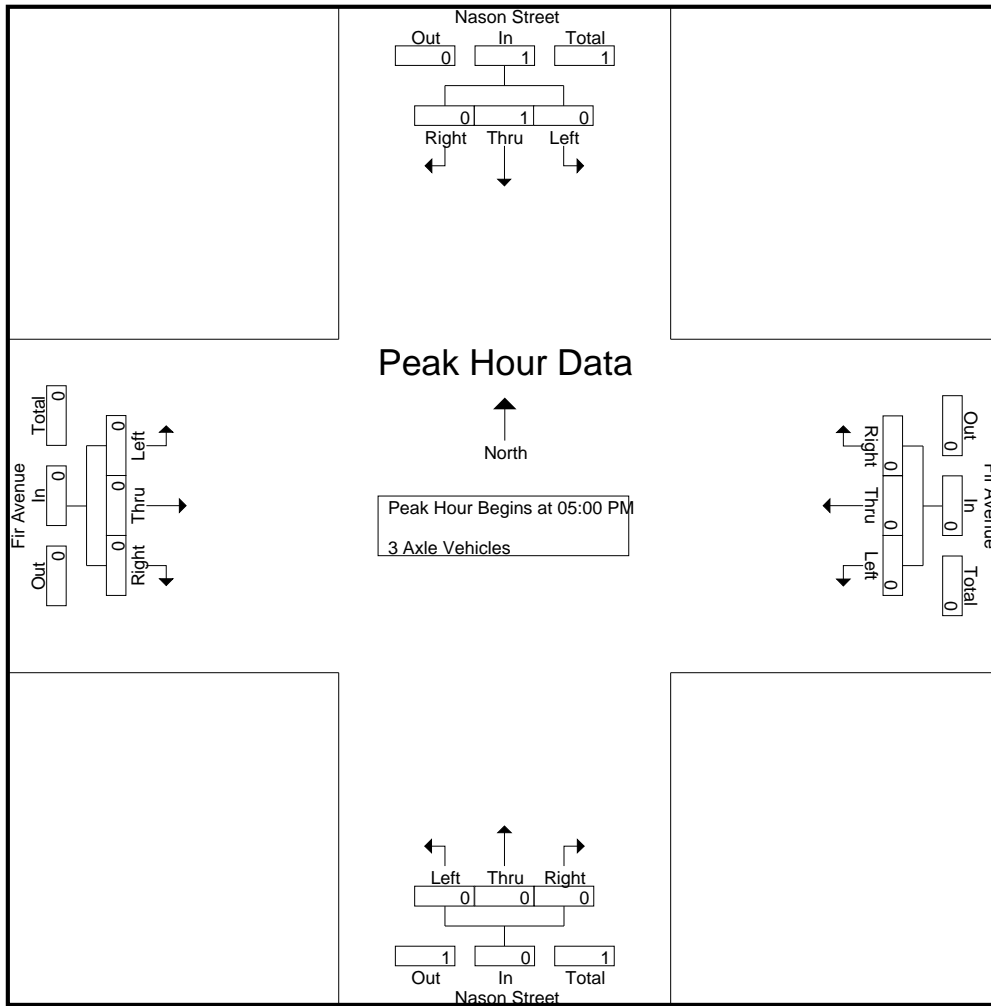 Nason Street
Out In Total
0 1 1
0 1 0
Right Thru Left
Peak Hour Data
North
Peak Hour Begins at 05:00 PM
3 Axle Vehicles
Fir Avenue
Total In Out
0 0 0
0 0 0
Left Thru Right
Fir Avenue
Out In Total
0 0 0
0 0 0
Right Thru Left
Left Thru Right
0 0 0
1 0 1
Out In Total
Nason Street